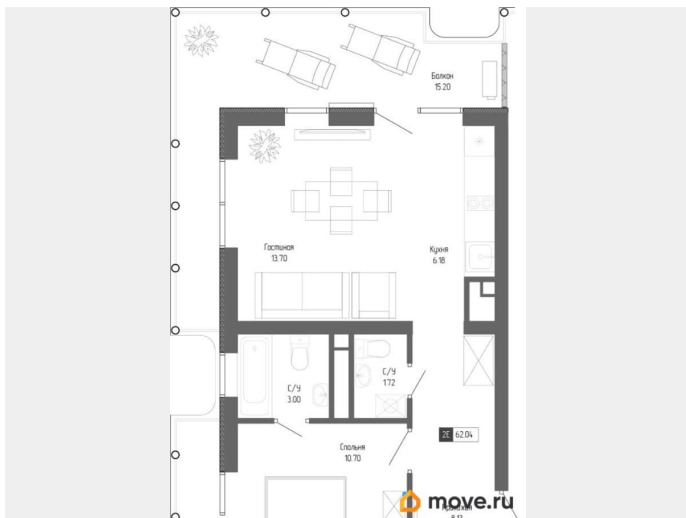 Балкон
15.20
Гостиная
13.70
Кухня
6.18
С/У
3.00
С/У
1.72
2Е 62.04
Спальня
10.70
move.ru